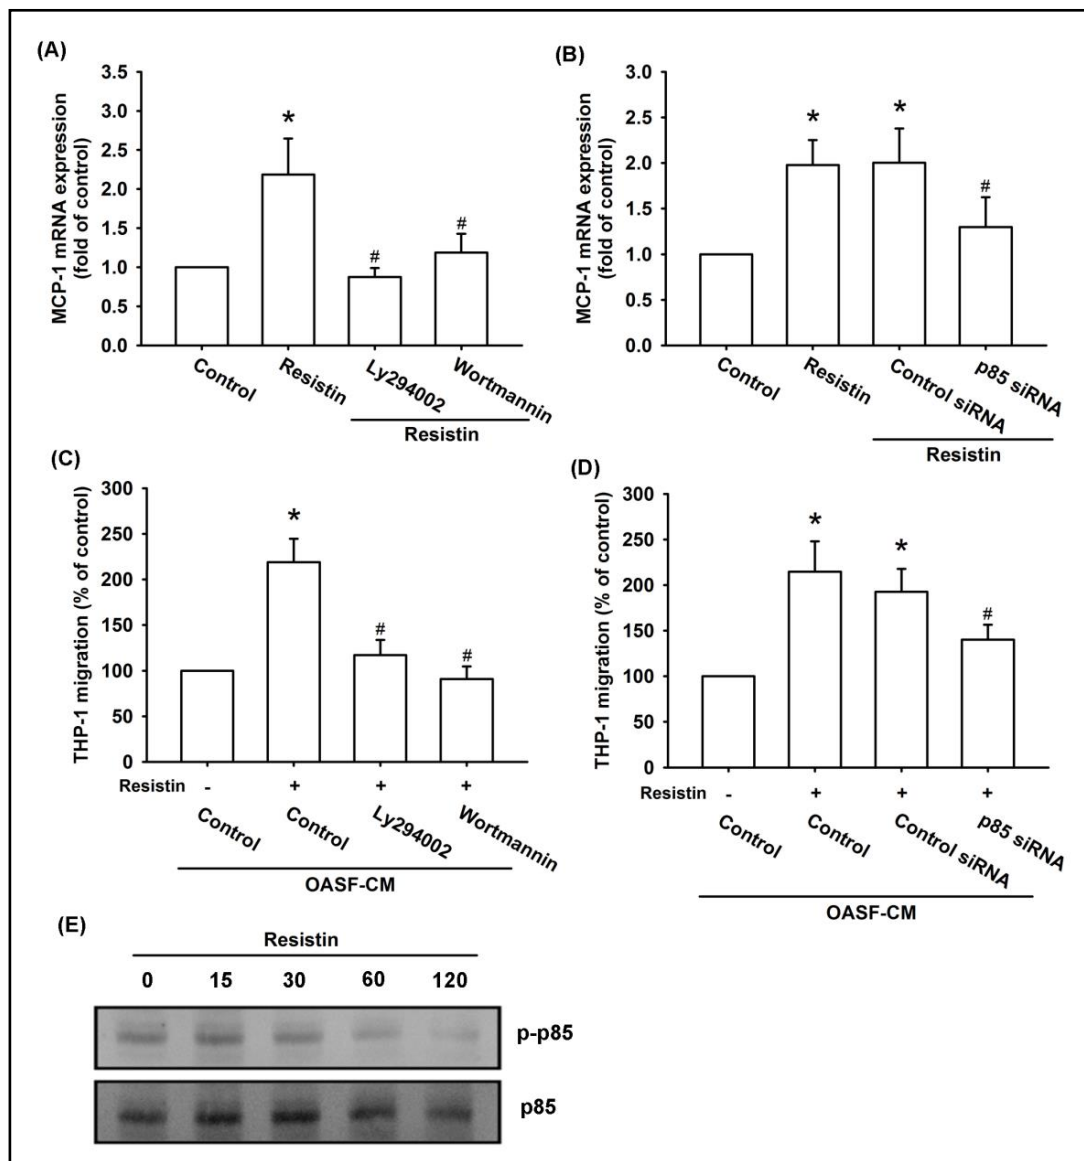 (A)
MCP-1 mRNA expression
(fold of control)
3.5
3.0
2.5
2.0
1.5
1.0
0.5
0.0
*
#
#
Control
Resistin
Ly294002
Wortmannin
Resistin
(B)
MCP-1 mRNA expression
(fold of control)
3.0
2.5
2.0
1.5
1.0
0.5
0.0
*
*
#
Control
Resistin
Control siRNA
p85 siRNA
Resistin
(C)
THP-1 migration (% of control)
300
250
200
150
100
50
0
*
#
#
Resistin - + + +
Control
Control
Ly294002
Wortmannin
OASF-CM
(D)
THP-1 migration (% of control)
300
250
200
150
100
50
0
*
*
#
Resistin - + + +
Control
Control
Control siRNA
p85 siRNA
OASF-CM
(E)
Resistin
0 15 30 60 120
p-p85
p85